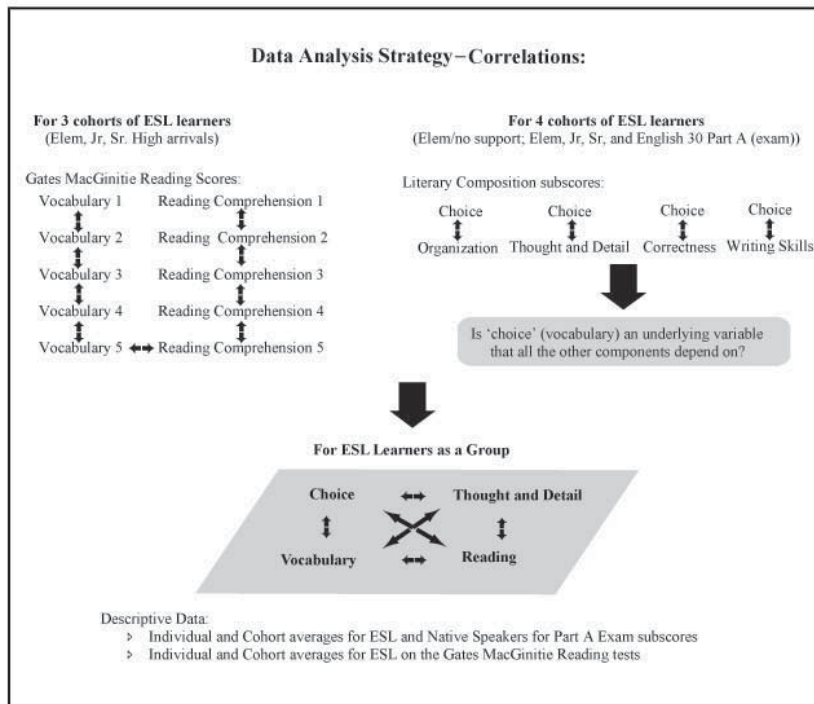 Data Analysis Strategy–Correlations:
For 3 cohorts of ESL learners
(Elem, Jr, Sr. High arrivals)
Gates MacGinitie Reading Scores:
Vocabulary 1 Reading Comprehension 1
Vocabulary 2 Reading Comprehension 2
Vocabulary 3 Reading Comprehension 3
Vocabulary 4 Reading Comprehension 4
Vocabulary 5 Reading Comprehension 5
For 4 cohorts of ESL learners
(Elem/no support; Elem, Jr, Sr, and English 30 Part A (exam))
Literary Composition subscores:
Choice Choice Choice Choice
Organization Thought and Detail Correctness Writing Skills
Is ‘choice’ (vocabulary) an underlying variable
that all the other components depend on?
For ESL Learners as a Group
Choice Thought and Detail
Vocabulary Reading
Descriptive Data:
Individual and Cohort averages for ESL and Native Speakers for Part A Exam subscores
Individual and Cohort averages for ESL on the Gates MacGinitie Reading tests